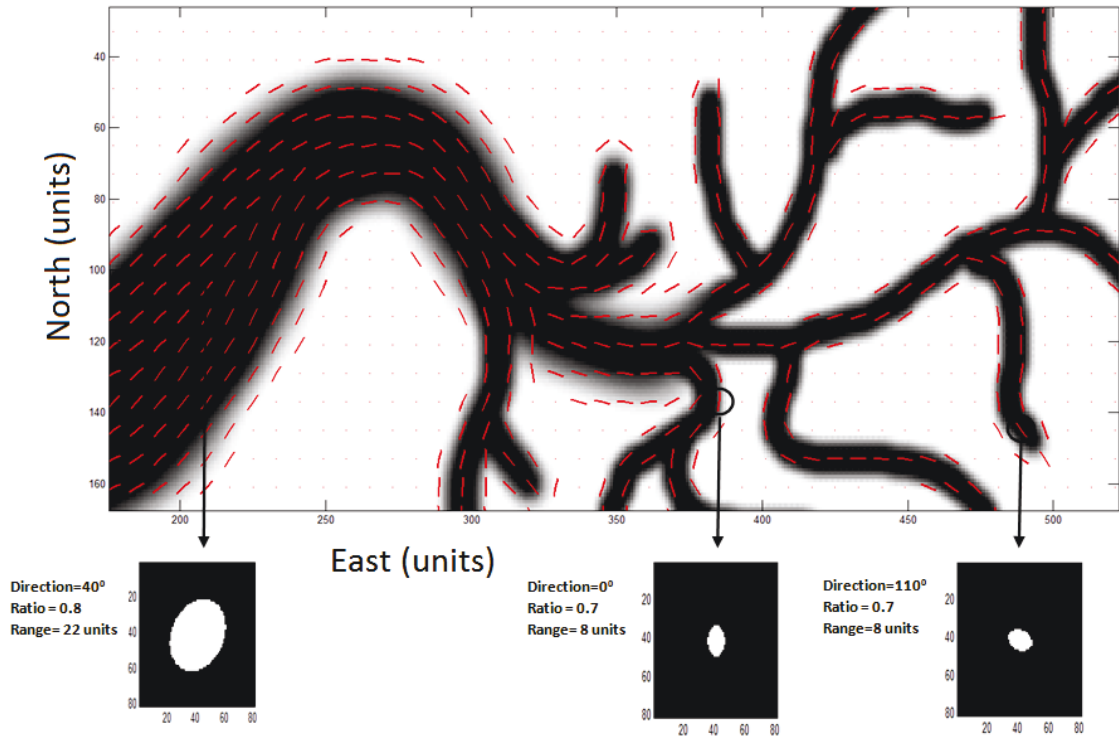 40
60
80
100
120
140
160
North (units)
200
250
300
350
400
450
500
East (units)
Direction=40⁰
Ratio = 0.8
Range= 22 units
20
40
60
80
20 40 60 80
Direction=0⁰
Ratio = 0.7
Range= 8 units
20
40
60
80
20 40 60 80
Direction=110⁰
Ratio = 0.7
Range=8 units
20
40
60
80
20 40 60 80